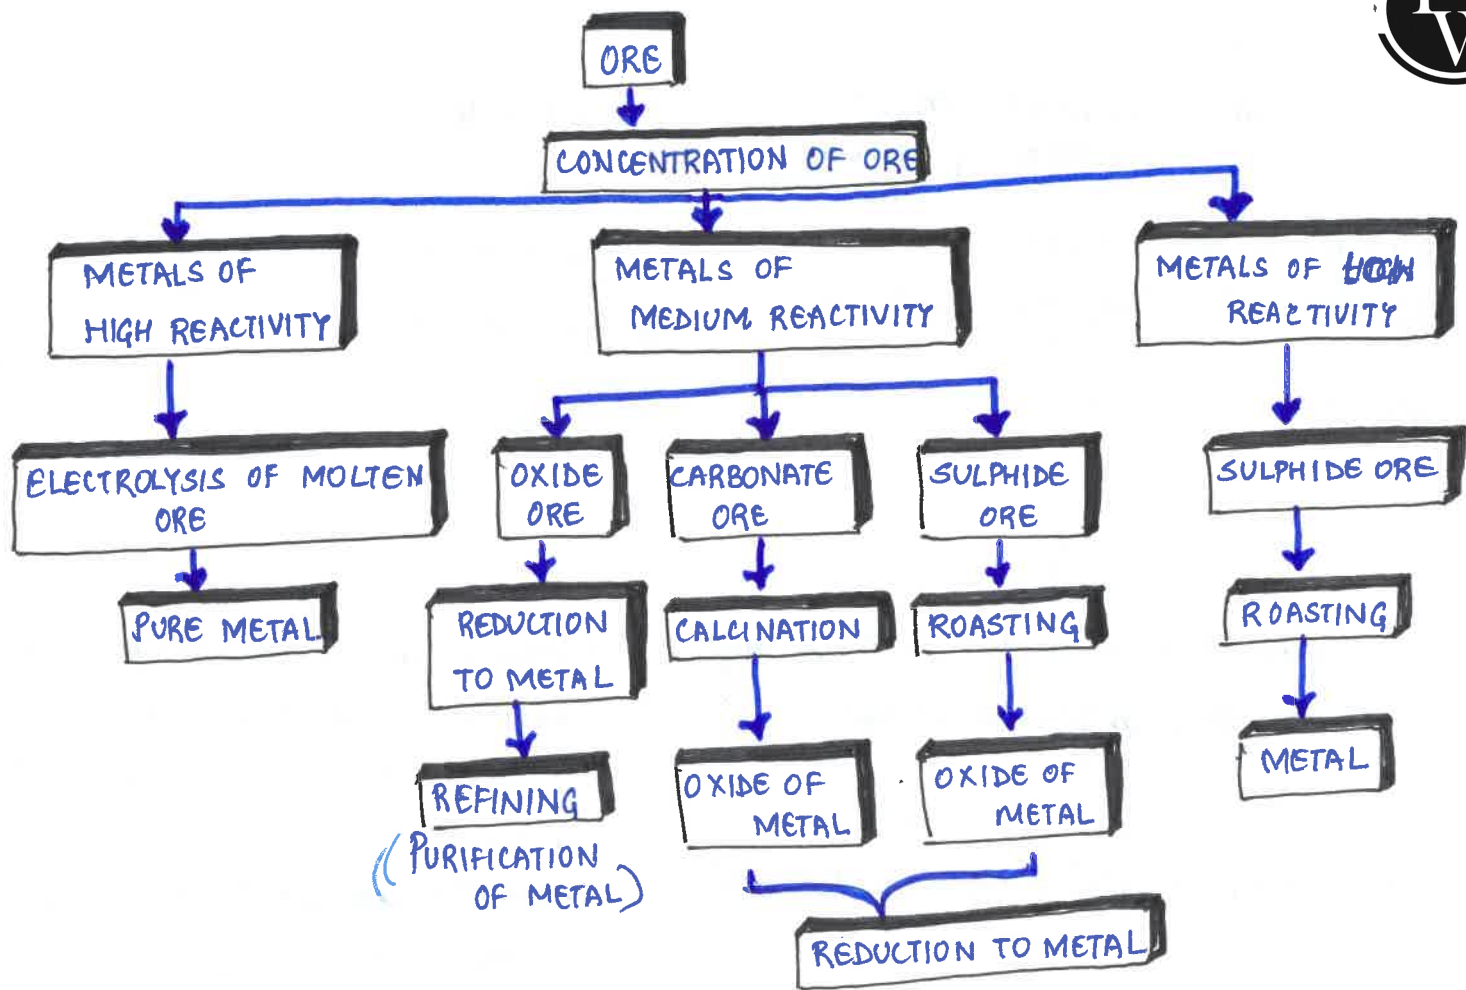 ORE
CONCENTRATION OF ORE
METALS OF
HIGH REACTIVITY
METALS OF
MEDIUM REACTIVITY
METALS OF
REACTIVITY
ELECTROLYSIS OF MOLTEN
ORE
OXIDE
ORE
CARBONATE
ORE
SULPHIDE
ORE
SULPHIDE ORE
PURE METAL
REDUCTION
TO METAL
CALCINATION
ROASTING
ROASTING
REFINING
(PURIFICATION
OF METAL)
OXIDE OF
METAL
OXIDE OF
METAL
METAL
REDUCTION TO METAL